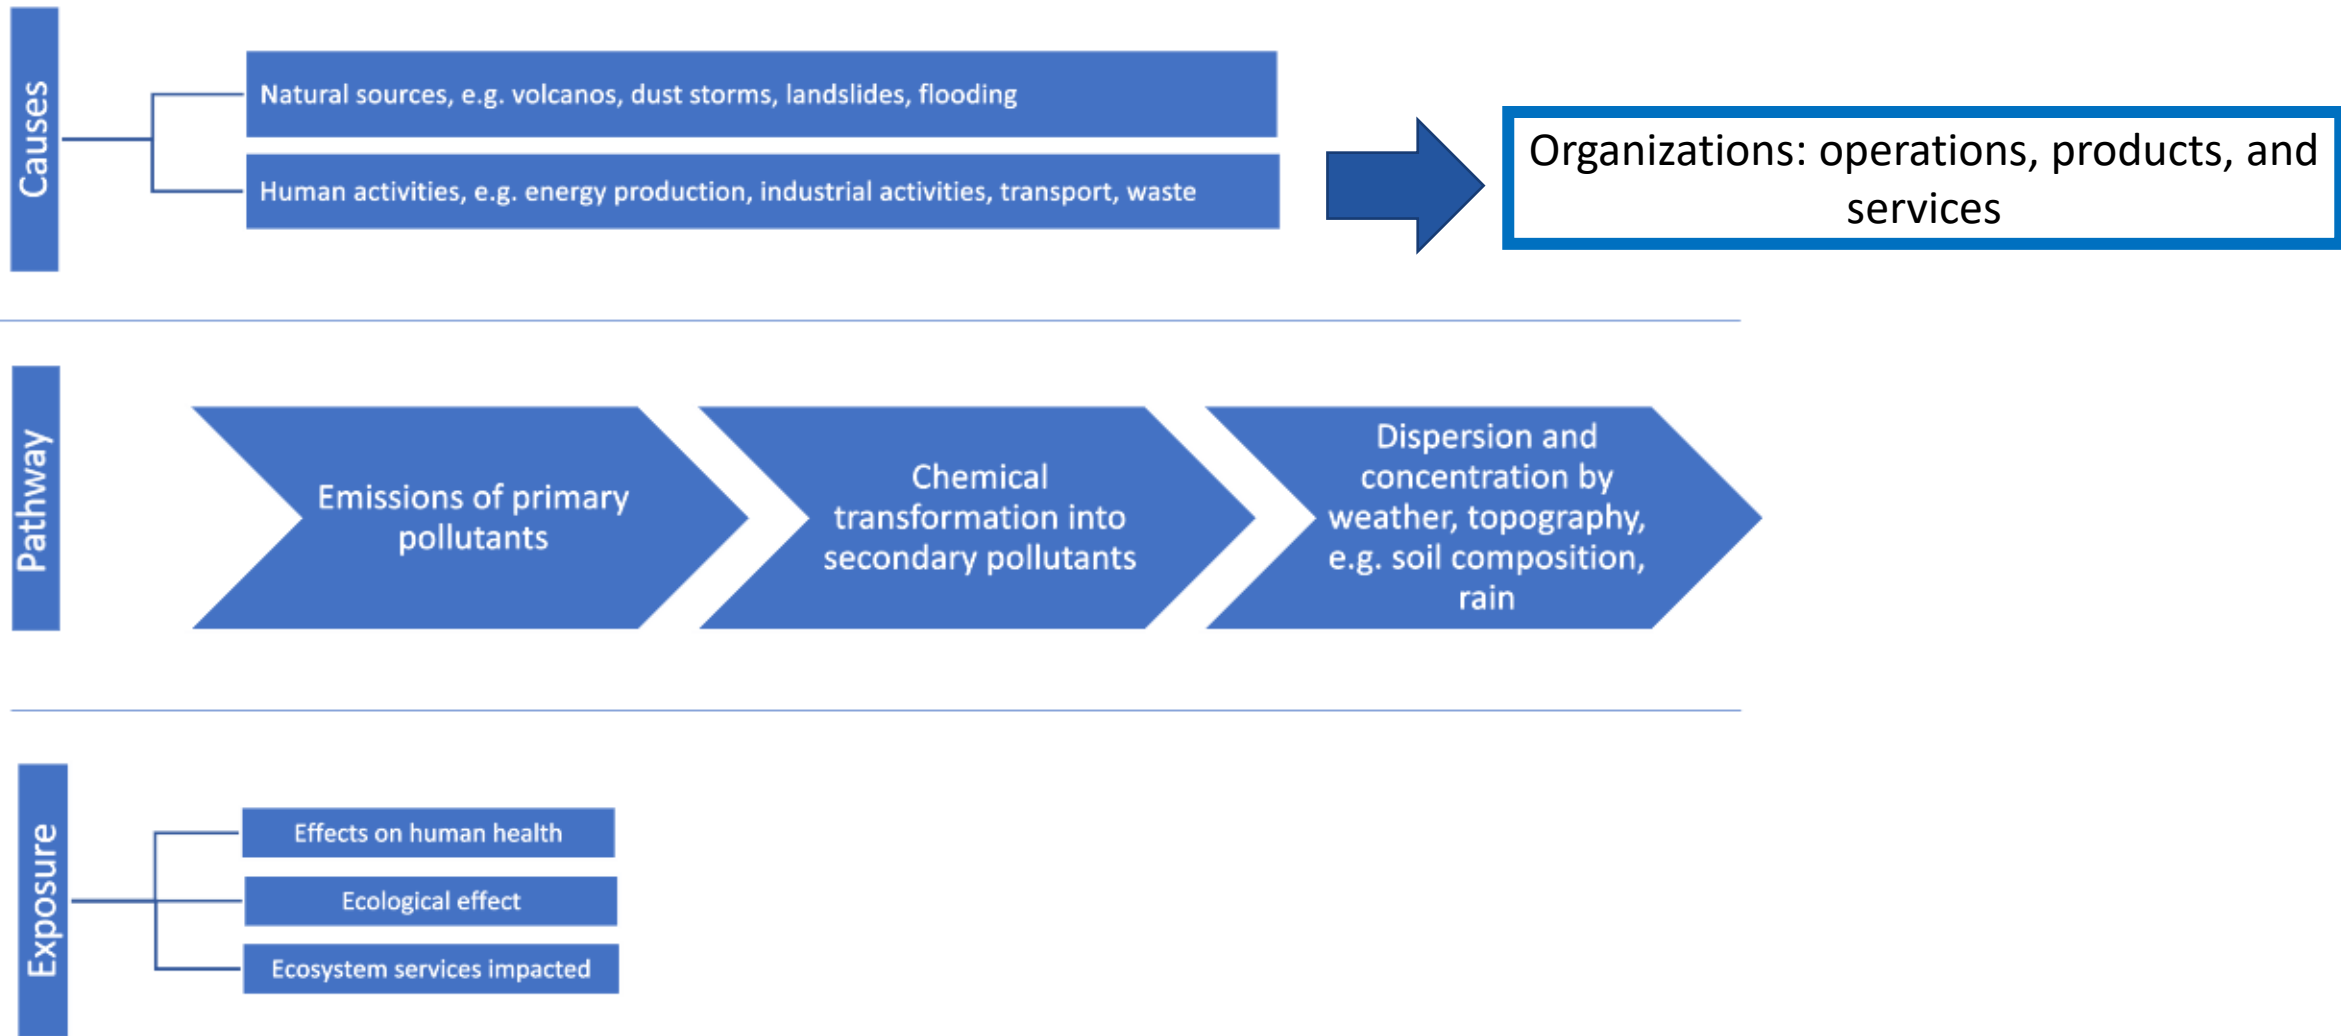 Causes
Natural sources, e.g. volcanos, dust storms, landslides, flooding
Human activities, e.g. energy production, industrial activities, transport, waste
Organizations: operations, products, and
services
Pathway
Emissions of primary
pollutants
Chemical
transformation into
secondary pollutants
Dispersion and
concentration by
weather, topography,
e.g. soil composition,
rain
Exposure
Effects on human health
Ecological effect
Ecosystem services impacted